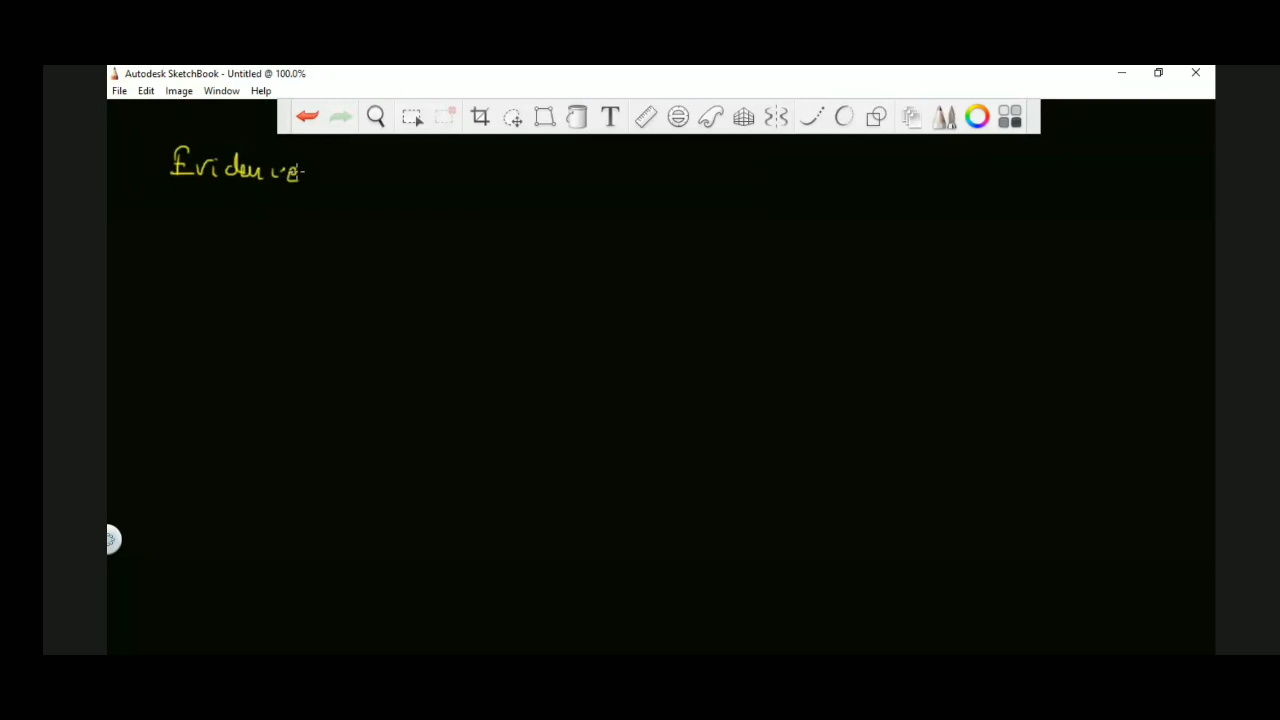 Autodesk SketchBook - Untitled @ 100.0%
File Edit Image Window Help
T
Evidence